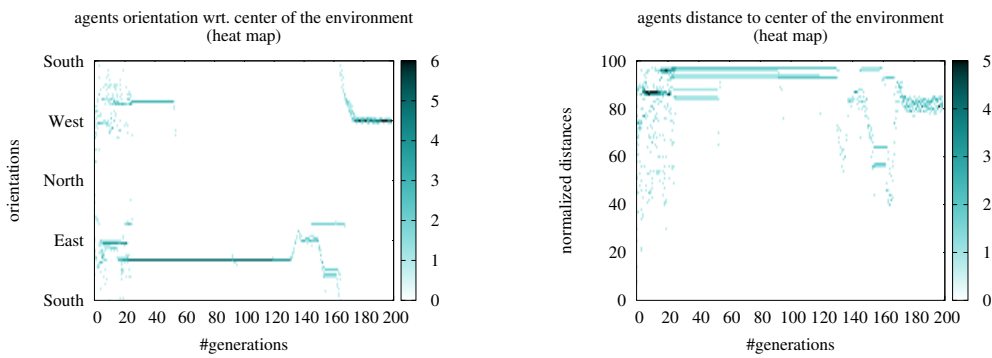 agents orientation wrt. center of the environment
(heat map)
South
West
North
East
South
orientations
0 20 40 60 80 100 120 140 160 180 200
#generations
6
5
4
3
2
1
0
agents distance to center of the environment
(heat map)
100
80
60
40
20
0
normalized distances
0 20 40 60 80 100 120 140 160 180 200
#generations
5
4
3
2
1
0